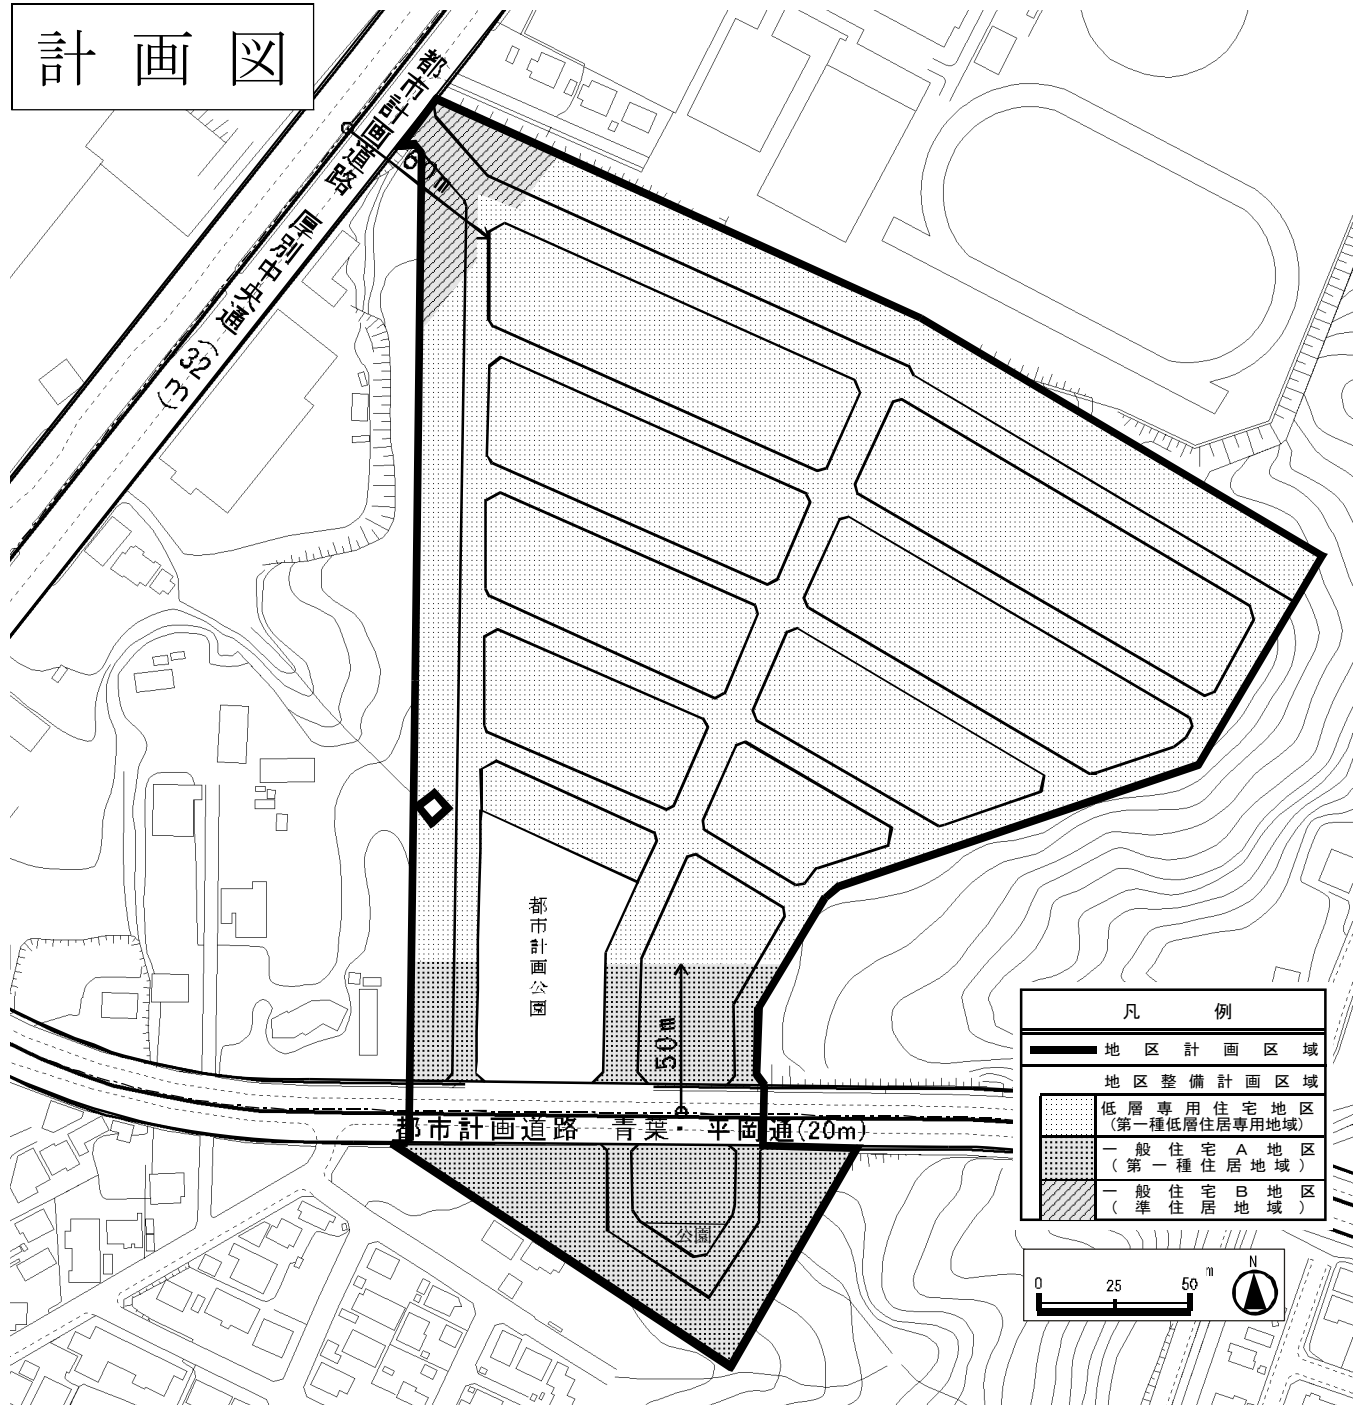 計画図
都市計画道路 厚別中央通 (3 32)
60m
都市計画公園
50m
都市計画道路 青葉・平岡通(20m)
公園
凡例
地区計画区域
地区整備計画区域
低層専用住宅地区
(第一種低層住居専用地域)
一般住宅A地区
(第一種住居地域)
一般住宅B地区
(準住居地域)
0 25 50 m
N